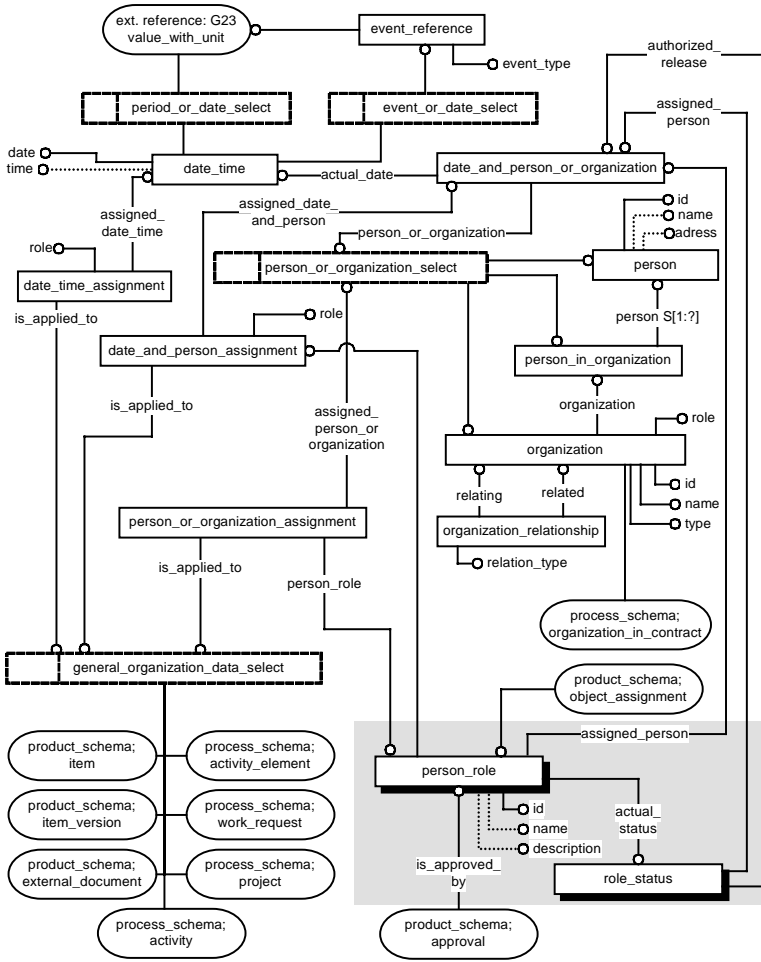 ext. reference: G23
value_with_unit
event_reference
event_type
authorized_
release
period_or_date_select
event_or_date_select
assigned_
person
date
time
date_time
actual_date
date_and_person_or_organization
assigned_
date_time
assigned_date_
and_person
person_or_organization
id
name
adress
role
person_or_organization_select
person
date_time_assignment
is_applied_to
role
person S[1:?]
date_and_person_assignment
person_in_organization
is_applied_to
assigned_
person_or
organization
organization
role
organization
id
name
type
relating
related
person_or_organization_assignment
organization_relationship
is_applied_to
person_role
relation_type
process_schema;
organization_in_contract
general_organization_data_select
product_schema;
object_assignment
assigned_person
product_schema;
item
process_schema;
activity_element
person_role
product_schema;
item_version
process_schema;
work_request
id
name
description
actual_
status
is_approved_
by
product_schema;
external_document
process_schema;
project
role_status
process_schema;
activity
product_schema;
approval